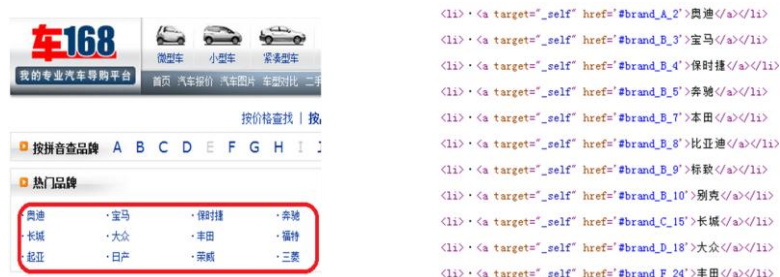 车168
我的专业汽车导购平台
微型车 小型车 紧凑型车
首页 汽车报价 汽车图片 车型对比
按价格查找 |
按拼音查品牌 A B C D E F G H I
热门品牌
·奥迪 ·宝马 ·保时捷 ·奔驰
·长城 ·大众 ·丰田 ·福特
·起亚 ·日产 ·荣威 ·三菱
<li>·<a target="_self" href='#brand_A_2'>奥迪</a></li>
<li>·<a target="_self" href='#brand_B_3'>宝马</a></li>
<li>·<a target="_self" href='#brand_B_4'>保时捷</a></li>
<li>·<a target="_self" href='#brand_B_5'>奔驰</a></li>
<li>·<a target="_self" href='#brand_B_7'>本田</a></li>
<li>·<a target="_self" href='#brand_B_8'>比亚迪</a></li>
<li>·<a target="_self" href='#brand_B_9'>标致</a></li>
<li>·<a target="_self" href='#brand_B_10'>别克</a></li>
<li>·<a target="_self" href='#brand_C_15'>长城</a></li>
<li>·<a target="_self" href='#brand_D_18'>大众</a></li>
<li>·<a target="_self" href='#brand_F_24'>丰田</a></li>